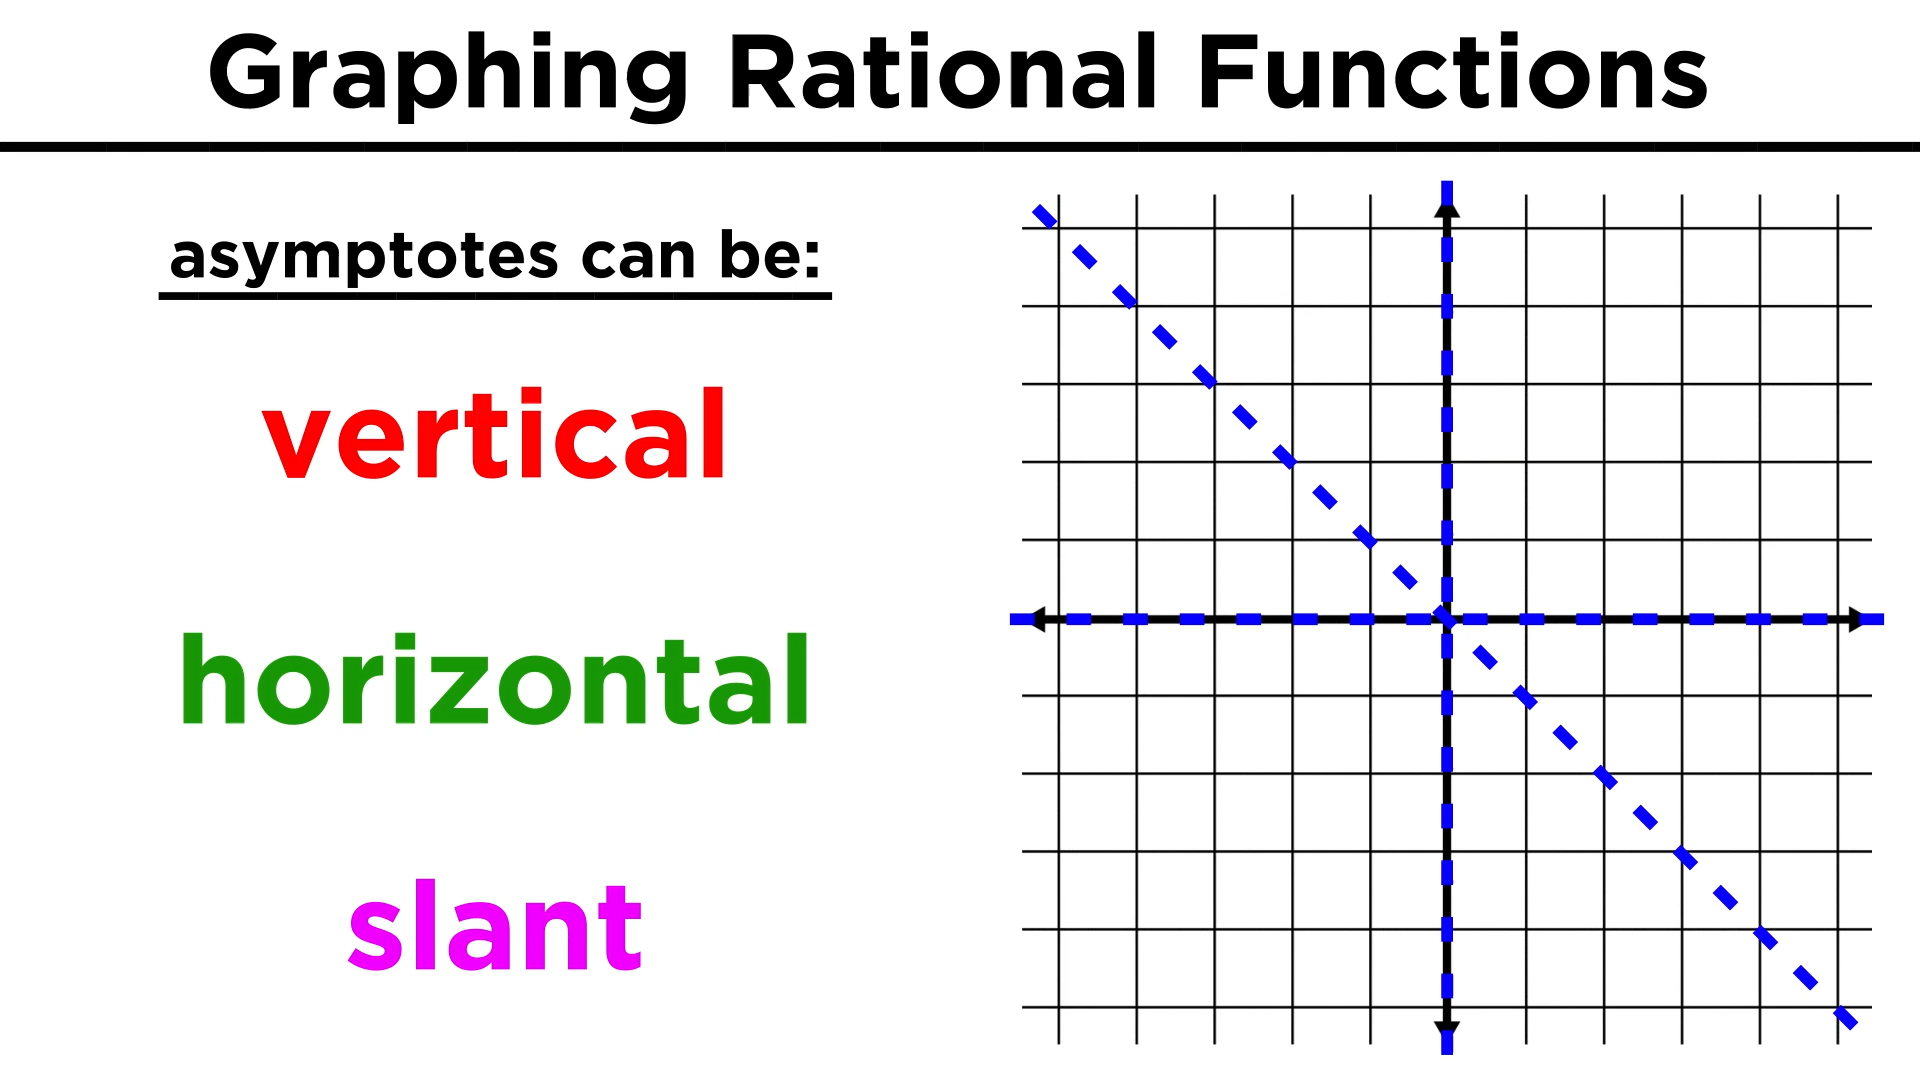 Graphing Rational Functions
asymptotes can be:
vertical
horizontal
slant